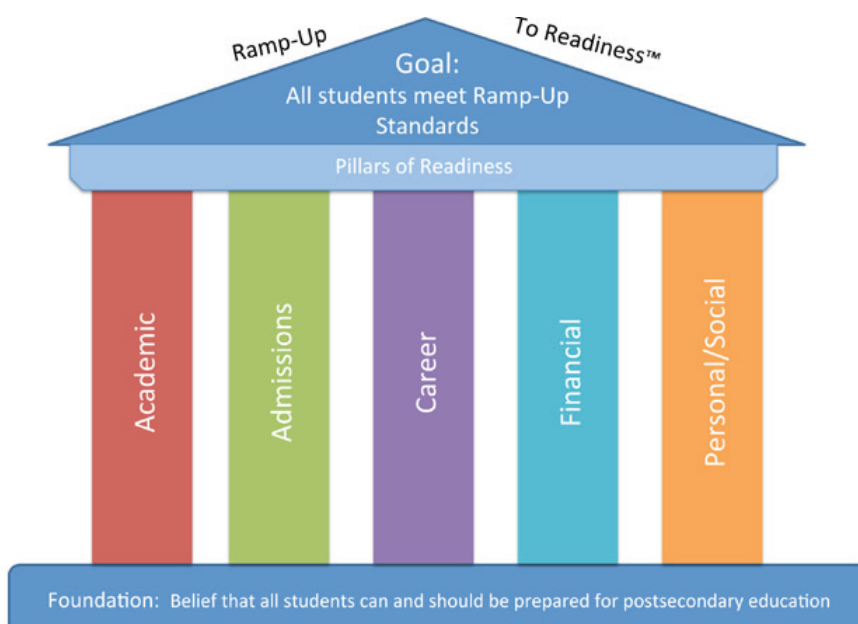 Ramp-Up
To Readiness™
Goal:
All students meet Ramp-Up
Standards
Pillars of Readiness
Academic
Admissions
Career
Financial
Personal/Social
Foundation: Belief that all students can and should be prepared for postsecondary education